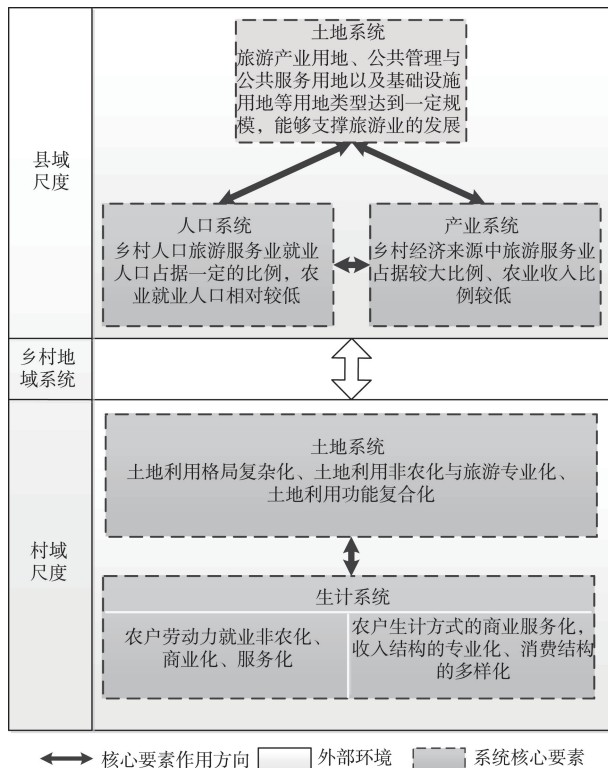 土地系统
旅游产业用地、公共管理与
公共服务用地以及基础设施
用地等用地类型达到一定规
模，能够支撑旅游业的发展
县域
尺度
人口系统
乡村人口旅游服务业就业
人口占据一定的比例，农
业就业人口相对较低
产业系统
乡村经济来源中旅游服务业
占据较大比例、农业收入比
例较低
乡村地
域系统
土地系统
土地利用格局复杂化、土地利用非农化与旅游专业化、
土地利用功能复合化
村域
尺度
生计系统
农户劳动力就业非农化、
商业化、服务化
农户生计方式的商业服务化，
收入结构的专业化、消费结构
的多样化
核心要素作用方向 外部环境 系统核心要素